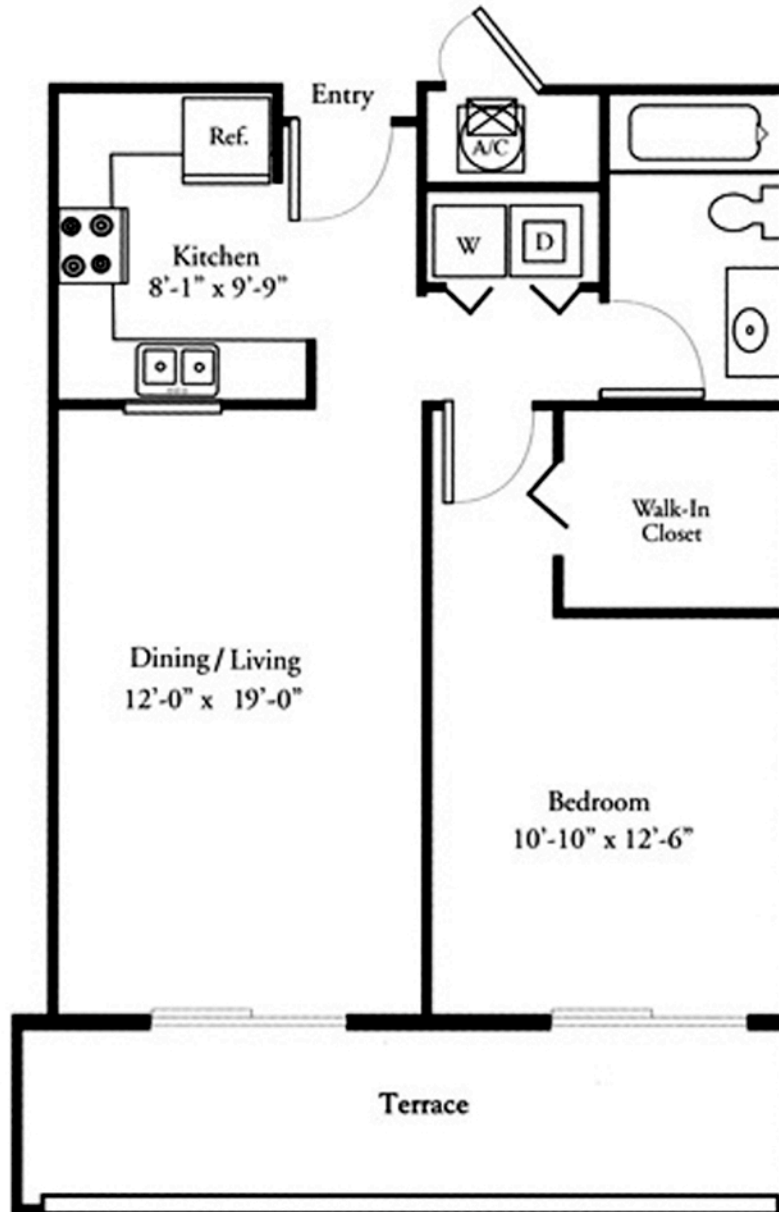 Entry
Ref.
A/C
Kitchen
8’-1” x 9’-9”
W
D
Walk-In
Closet
Dining / Living
12’-0” x 19’-0”
Bedroom
10’-10” x 12’-6”
Terrace